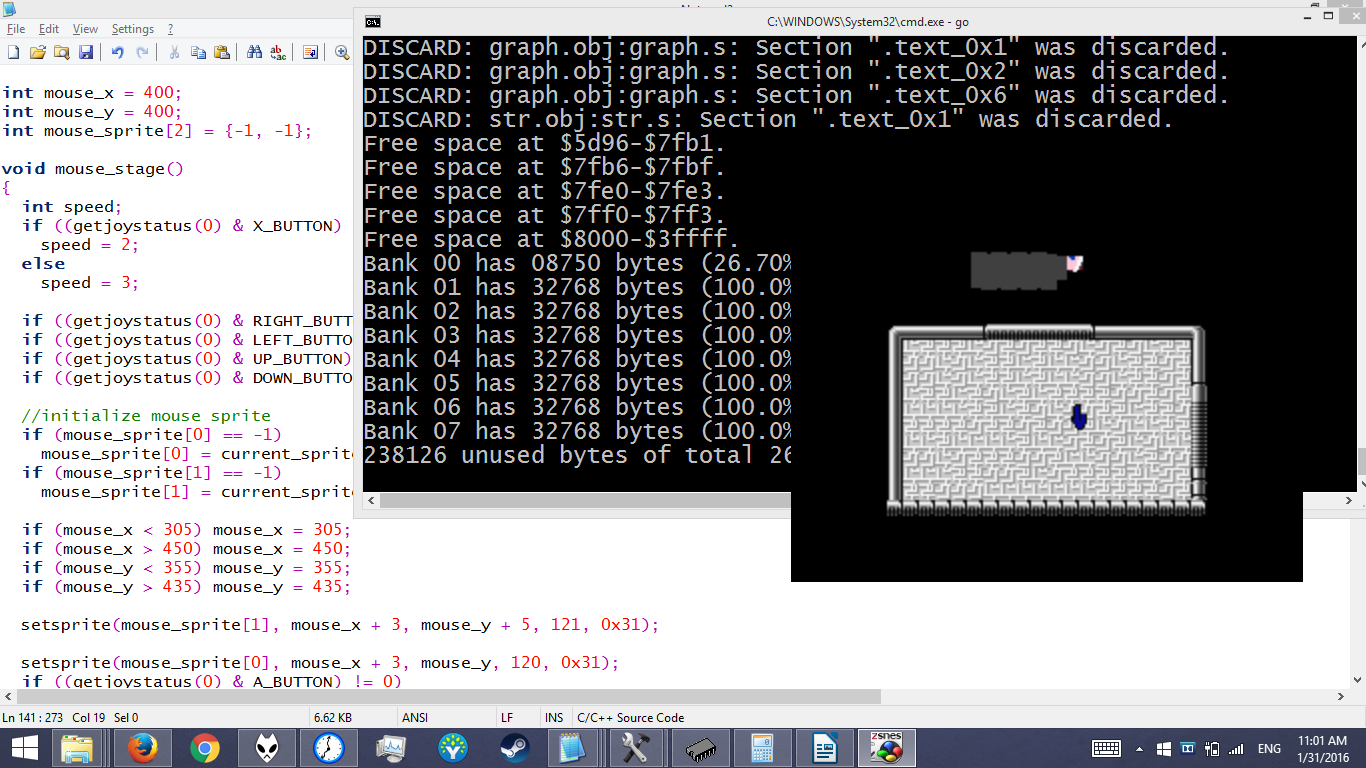 C:\WINDOWS\System32\cmd.exe - go
File Edit View Settings ?
int mouse_x = 400;
int mouse_y = 400;
int mouse_sprite[2] = {-1, -1};
void mouse_stage()
{
int speed;
if ((getjoystatus(0) & X_BUTTON)
speed = 2;
else
speed = 3;
if ((getjoystatus(0) & RIGHT_BUTT
if ((getjoystatus(0) & LEFT_BUTTO
if ((getjoystatus(0) & UP_BUTTON)
if ((getjoystatus(0) & DOWN_BUTTO
//initialize mouse sprite
if (mouse_sprite[0] == -1)
mouse_sprite[0] = current_sprite
if (mouse_sprite[1] == -1)
mouse_sprite[1] = current_sprite
if (mouse_x < 305) mouse_x = 305;
if (mouse_x > 450) mouse_x = 450;
if (mouse_y < 355) mouse_y = 355;
if (mouse_y > 435) mouse_y = 435;
setsprite(mouse_sprite[1], mouse_x + 3, mouse_y + 5, 121, 0x31);
setsprite(mouse_sprite[0], mouse_x + 3, mouse_y, 120, 0x31);
if ((getjoystatus(0) & A_BUTTON) != 0)
DISCARD: graph.obj:graph.s: Section ".text_0x1" was discarded.
DISCARD: graph.obj:graph.s: Section ".text_0x2" was discarded.
DISCARD: graph.obj:graph.s: Section ".text_0x6" was discarded.
DISCARD: str.obj:str.s: Section ".text_0x1" was discarded.
Free space at $5d96-$7fb1.
Free space at $7fb6-$7fbf.
Free space at $7fe0-$7fe3.
Free space at $7ff0-$7ff3.
Free space at $8000-$3ffff.
Bank 00 has 08750 bytes (26.70%
Bank 01 has 32768 bytes (100.0%
Bank 02 has 32768 bytes (100.0%
Bank 03 has 32768 bytes (100.0%
Bank 04 has 32768 bytes (100.0%
Bank 05 has 32768 bytes (100.0%
Bank 06 has 32768 bytes (100.0%
Bank 07 has 32768 bytes (100.0%
238126 unused bytes of total 26
Ln 141 : 273 Col 19 Sel 0 6.62 KB ANSI LF INS C/C++ Source Code
ZSNES
ENG
11:01 AM
1/31/2016